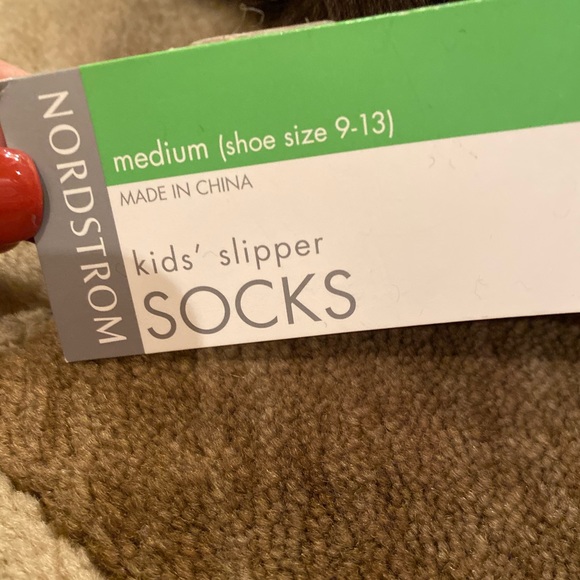 NORDSTROM
medium (shoe size 9-13)
MADE IN CHINA
kids' slipper
SOCKS